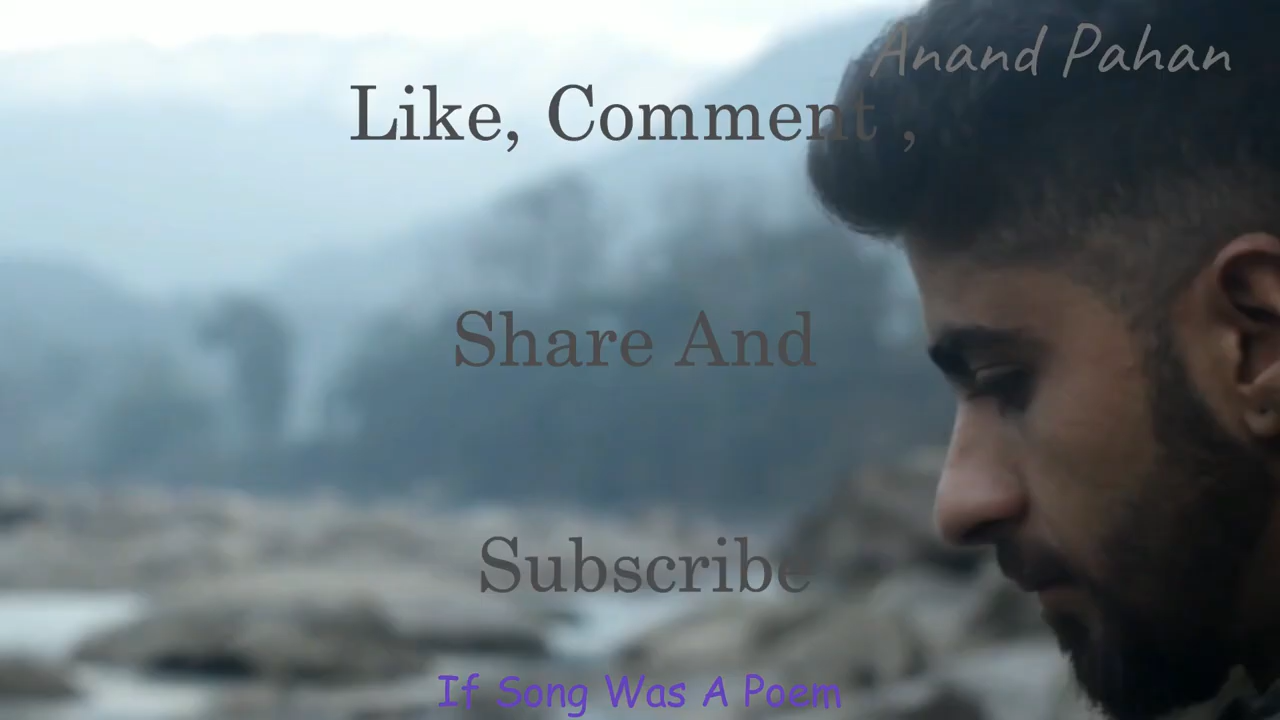 Anand Pahan
Like, Comment ,
Share And
Subscribe
If Song Was A Poem